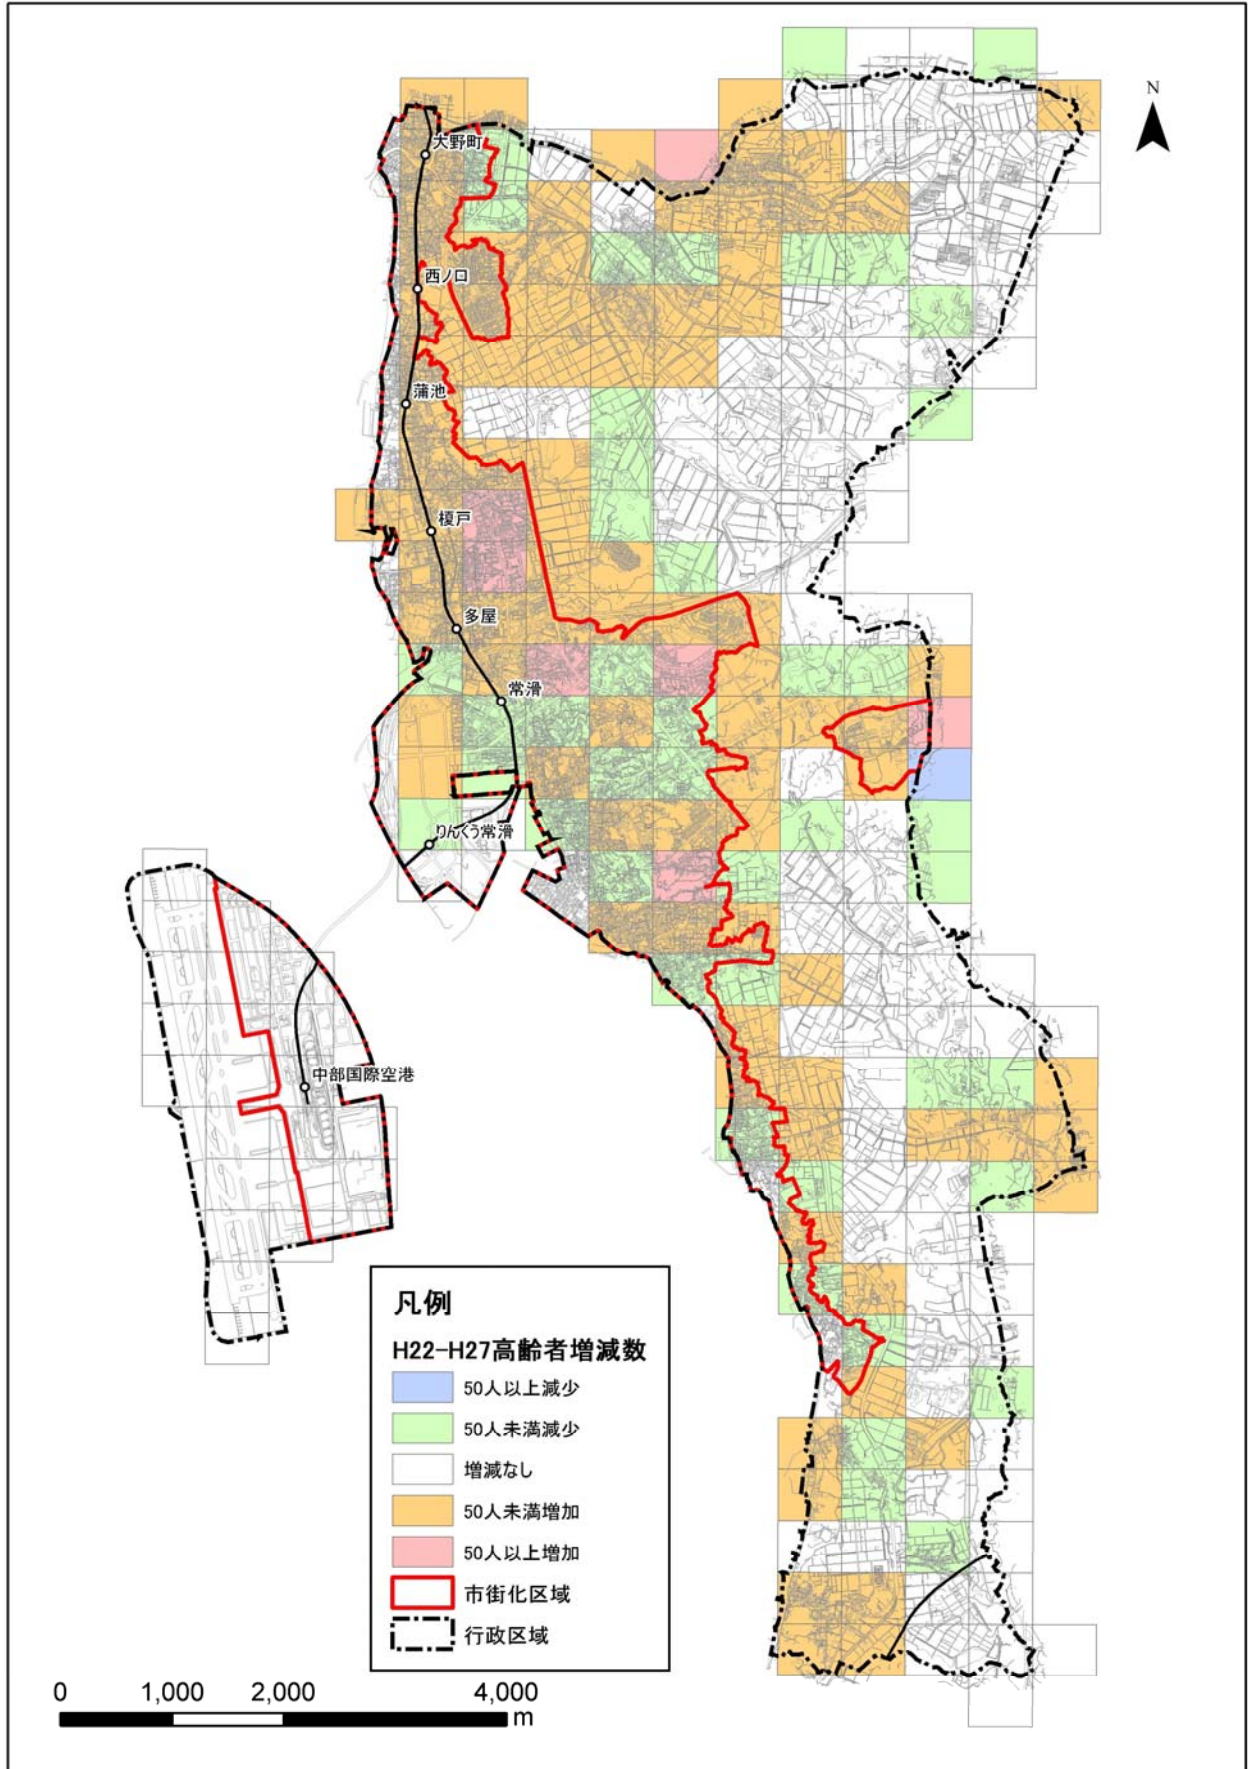 N
大野町
西ノ口
蒲池
榎戸
多屋
常滑
りんくう常滑
中部国際空港
凡例
H22-H27高齢者増減数
50人以上減少
50人未満減少
増減なし
50人未満増加
50人以上増加
市街化区域
行政区域
0 1,000 2,000 4,000
m